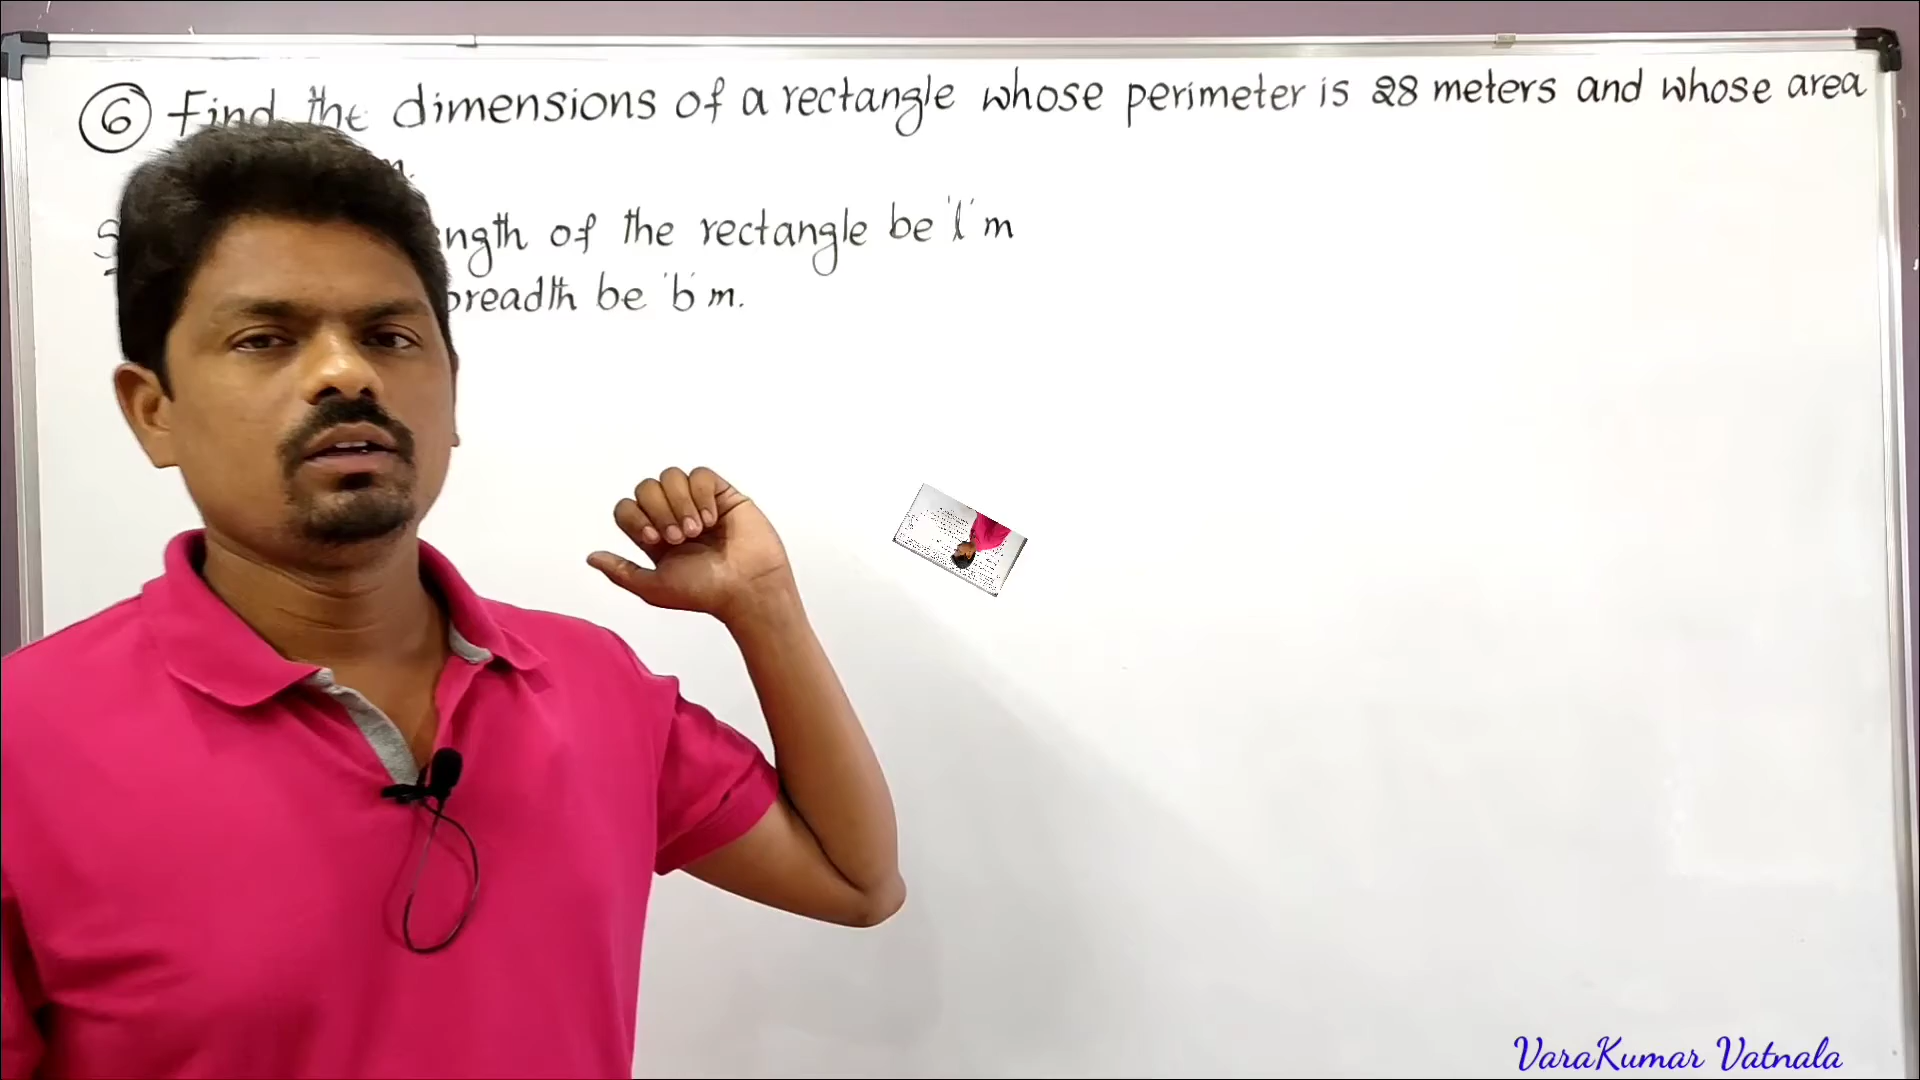 ⑥ Find the dimensions of a rectangle whose perimeter is 28 meters and whose area
m.
ngth of the rectangle be 'l' m
breadth be 'b' m.
VaraKumar Vatnala